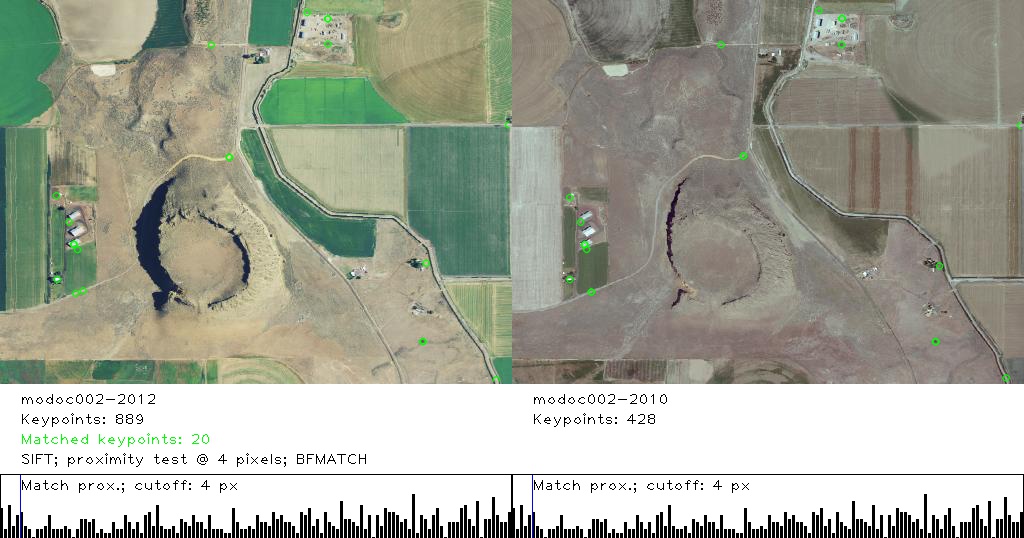 modoc002-2012
Keypoints: 889
Matched keypoints: 20
SIFT; proximity test @ 4 pixels; BFMATCH
Match prox.; cutoff: 4 px
modoc002-2010
Keypoints: 428
Match prox.; cutoff: 4 px